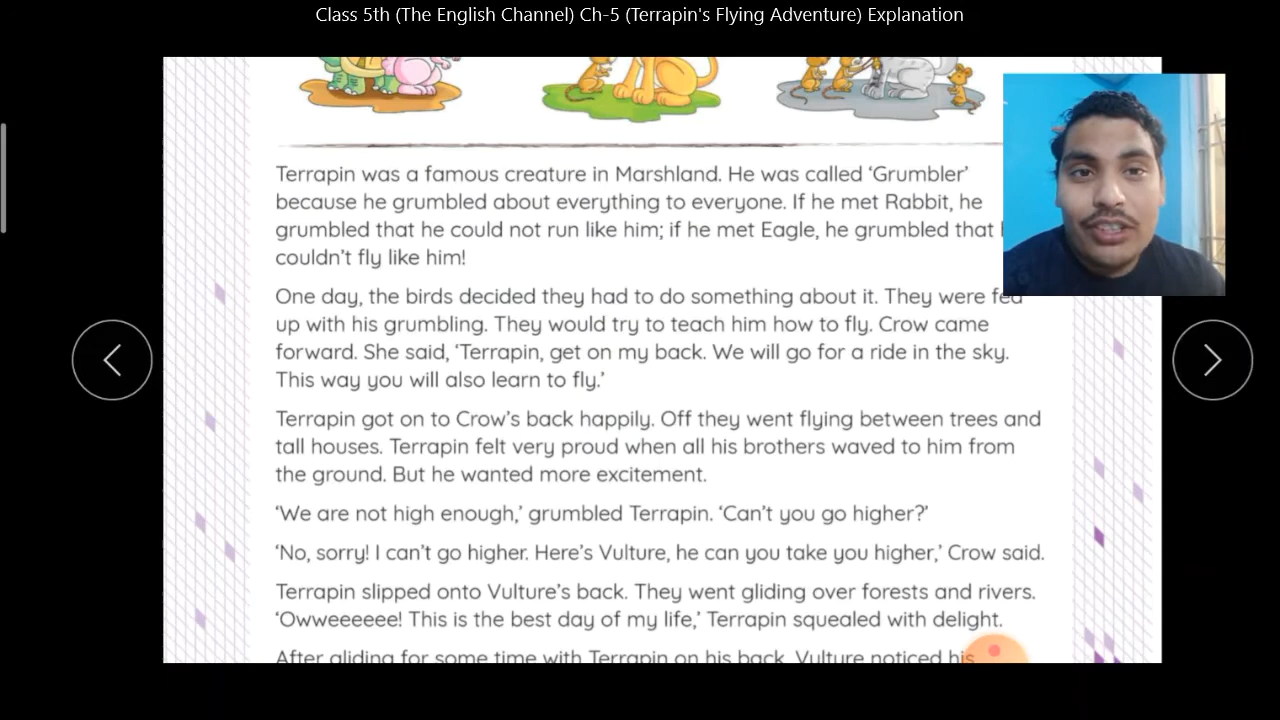 Class 5th (The English Channel) Ch-5 (Terrapin's Flying Adventure) Explanation
Terrapin was a famous creature in Marshland. He was called ‘Grumbler’
because he grumbled about everything to everyone. If he met Rabbit, he
grumbled that he could not run like him; if he met Eagle, he grumbled that
couldn’t fly like him!
One day, the birds decided they had to do something about it. They were fed
up with his grumbling. They would try to teach him how to fly. Crow came
forward. She said, ‘Terrapin, get on my back. We will go for a ride in the sky.
This way you will also learn to fly.’
Terrapin got on to Crow’s back happily. Off they went flying between trees and
tall houses. Terrapin felt very proud when all his brothers waved to him from
the ground. But he wanted more excitement.
‘We are not high enough,’ grumbled Terrapin. ‘Can’t you go higher?’
‘No, sorry! I can’t go higher. Here’s Vulture, he can you take you higher,’ Crow said.
Terrapin slipped onto Vulture’s back. They went gliding over forests and rivers.
‘Owweeeeee! This is the best day of my life,’ Terrapin squealed with delight.
After gliding for some time with Terrapin on his back, Vulture noticed his